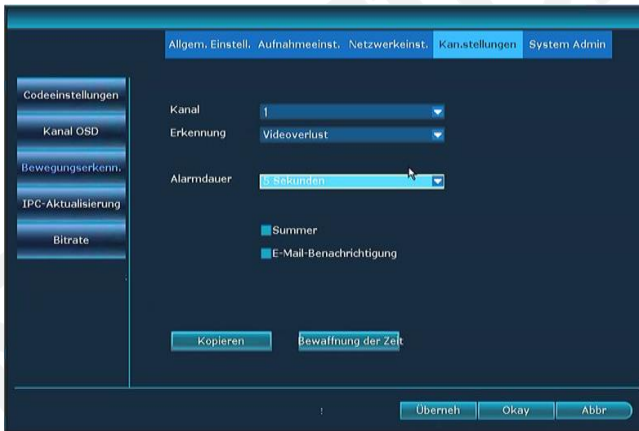 Allgem. Einstell. Aufnahmeeinst. Netzwerkeinst. Kan.stellungen System Admin
Codeeinstellungen
Kanal OSD
Bewegungserkenn.
IPC-Aktualisierung
Bitrate
Kanal 1
Erkennung Videoverlust
Alarmdauer 5 Sekunden
Summer
E-Mail-Benachrichtigung
Kopieren Bewaffnung der Zeit
Überneh Okay Abbr